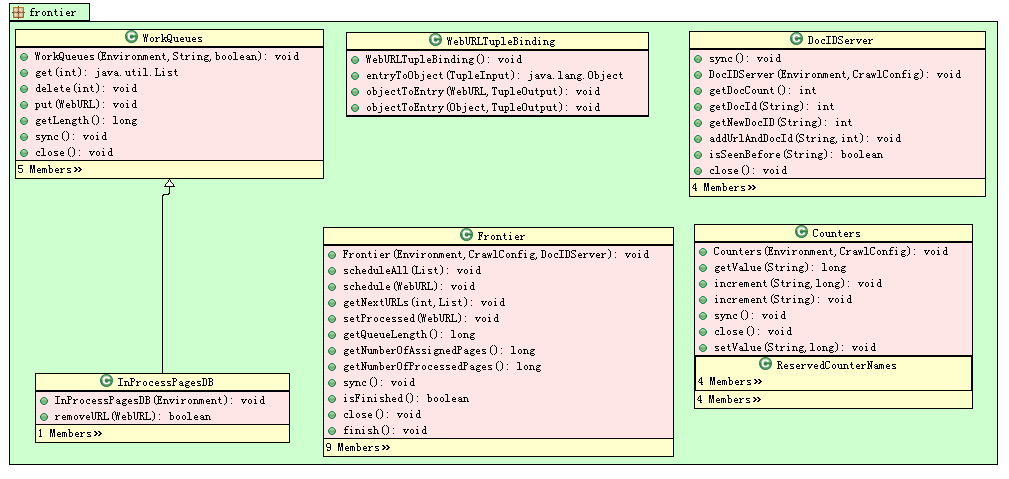 frontier
WorkQueues
WorkQueues(Environment,String,boolean): void
get(int): java.util.List
delete(int): void
put(WebURL): void
getLength(): long
sync(): void
close(): void
5 Members>>
WebURLTupleBinding
WebURLTupleBinding(): void
entryToObject(TupleInput): java.lang.Object
objectToEntry(WebURL,TupleOutput): void
objectToEntry(Object,TupleOutput): void
DocIDServer
sync(): void
DocIDServer(Environment,CrawlConfig): void
getDocCount(): int
getDocId(String): int
getNewDocID(String): int
addUrlAndDocId(String,int): void
isSeenBefore(String): boolean
close(): void
4 Members>>
InProcessPagesDB
InProcessPagesDB(Environment): void
removeURL(WebURL): boolean
1 Members>>
Frontier
Frontier(Environment,CrawlConfig,DocIDServer): void
scheduleAll(List): void
schedule(WebURL): void
getNextURLs(int,List): void
setProcessed(WebURL): void
getQueueLength(): long
getNumberOfAssignedPages(): long
getNumberOfProcessedPages(): long
sync(): void
isFinished(): boolean
close(): void
finish(): void
9 Members>>
Counters
Counters(Environment,CrawlConfig): void
getValue(String): long
increment(String,long): void
increment(String): void
sync(): void
close(): void
setValue(String,long): void
ReservedCounterNames
4 Members>>
4 Members>>